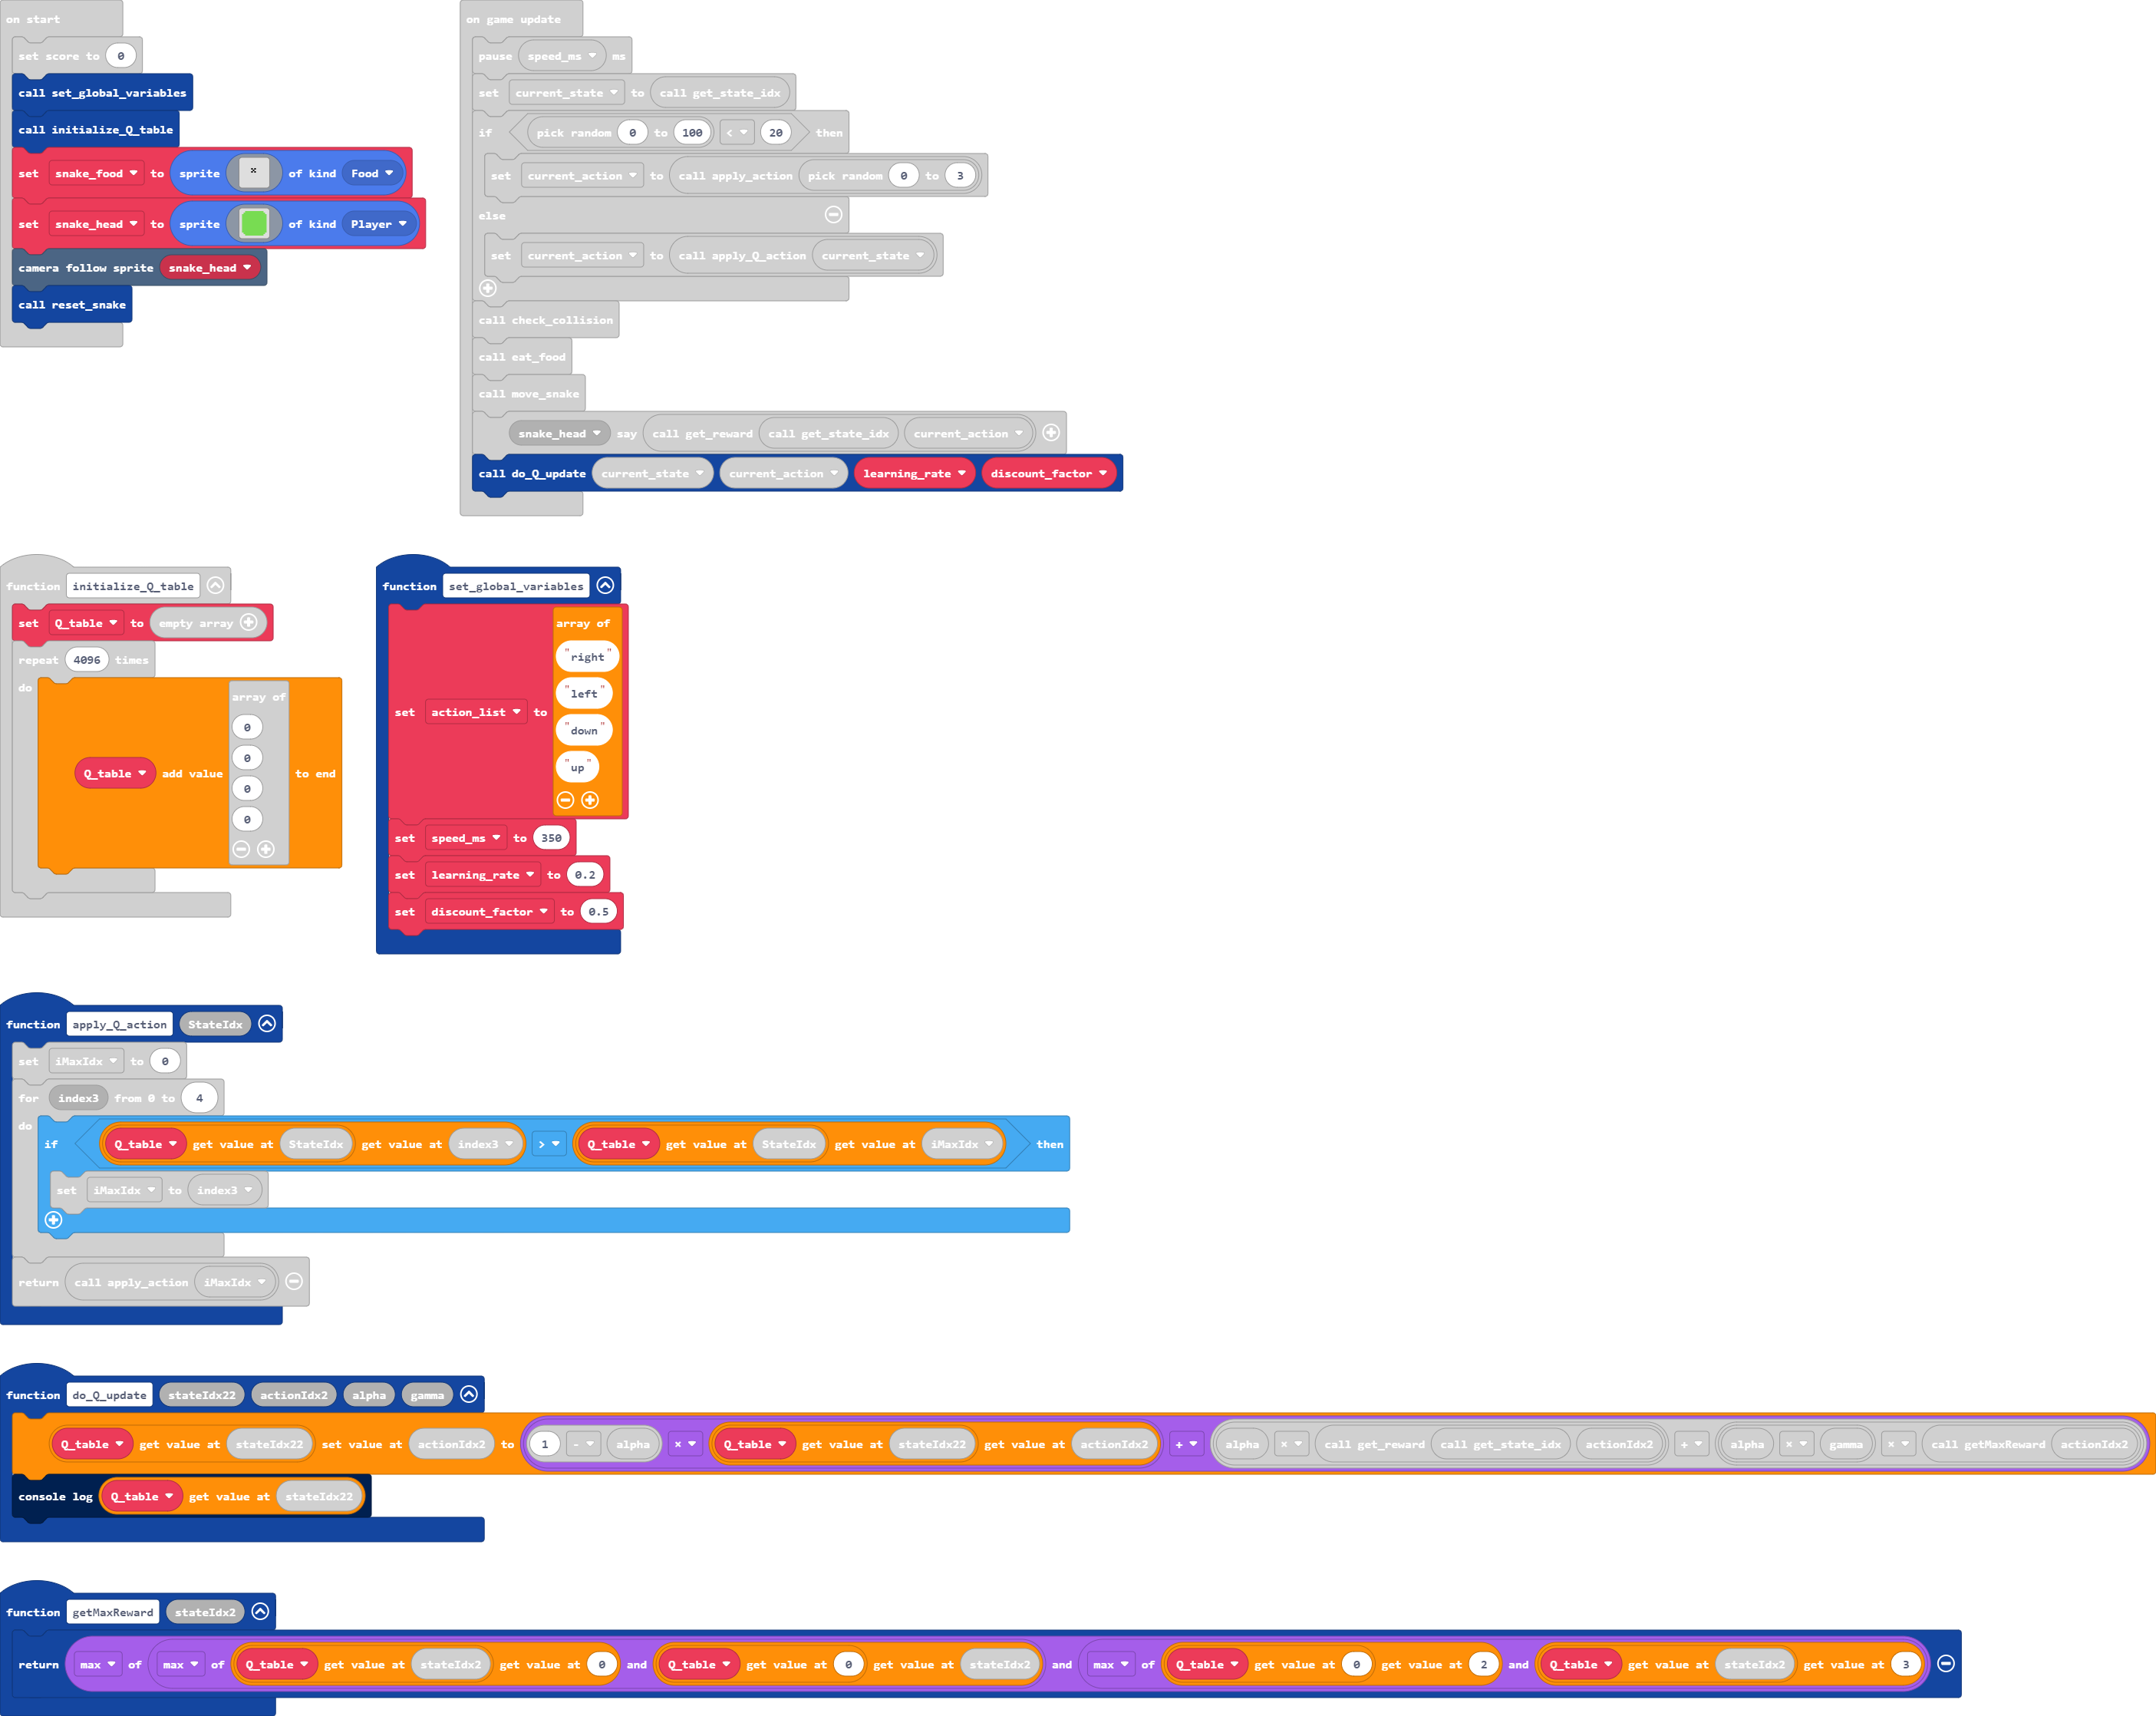 on start
set score to 0
call set_global_variables
call initialize_Q_table
set snake_food to sprite of kind Food
set snake_head to sprite of kind Player
camera follow sprite snake_head
call reset_snake
on game update
pause speed_ms ms
set current_state to call get_state_idx
if pick random 0 to 100 < 20 then
set current_action to call apply_action pick random 0 to 3
else
set current_action to call apply_Q_action current_state
call check_collision
call eat_food
call move_snake
snake_head say call get_reward call get_state_idx current_action
call do_Q_update current_state current_action learning_rate discount_factor
function initialize_Q_table
set Q_table to empty array
repeat 4096 times
do
array of
0
0
0
0
Q_table add value to end
function set_global_variables
array of
"right"
"left"
"down"
"up"
set action_list to
set speed_ms to 350
set learning_rate to 0.2
set discount_factor to 0.5
function apply_Q_action StateIdx
set iMaxIdx to 0
for index3 from 0 to 4
do
if Q_table get value at StateIdx get value at index3 > Q_table get value at StateIdx get value at iMaxIdx then
set iMaxIdx to index3
return call apply_action iMaxIdx
function do_Q_update stateIdx22 actionIdx2 alpha gamma
Q_table get value at stateIdx22 set value at actionIdx2 to 1 - alpha × Q_table get value at stateIdx22 get value at actionIdx2 + alpha × call get_reward call get_state_idx actionIdx2 + alpha × gamma × call getMaxReward actionIdx2
console log Q_table get value at stateIdx22
function getMaxReward stateIdx2
return max of max of Q_table get value at stateIdx2 get value at 0 and Q_table get value at 0 get value at stateIdx2 and max of Q_table get value at 0 get value at 2 and Q_table get value at stateIdx2 get value at 3